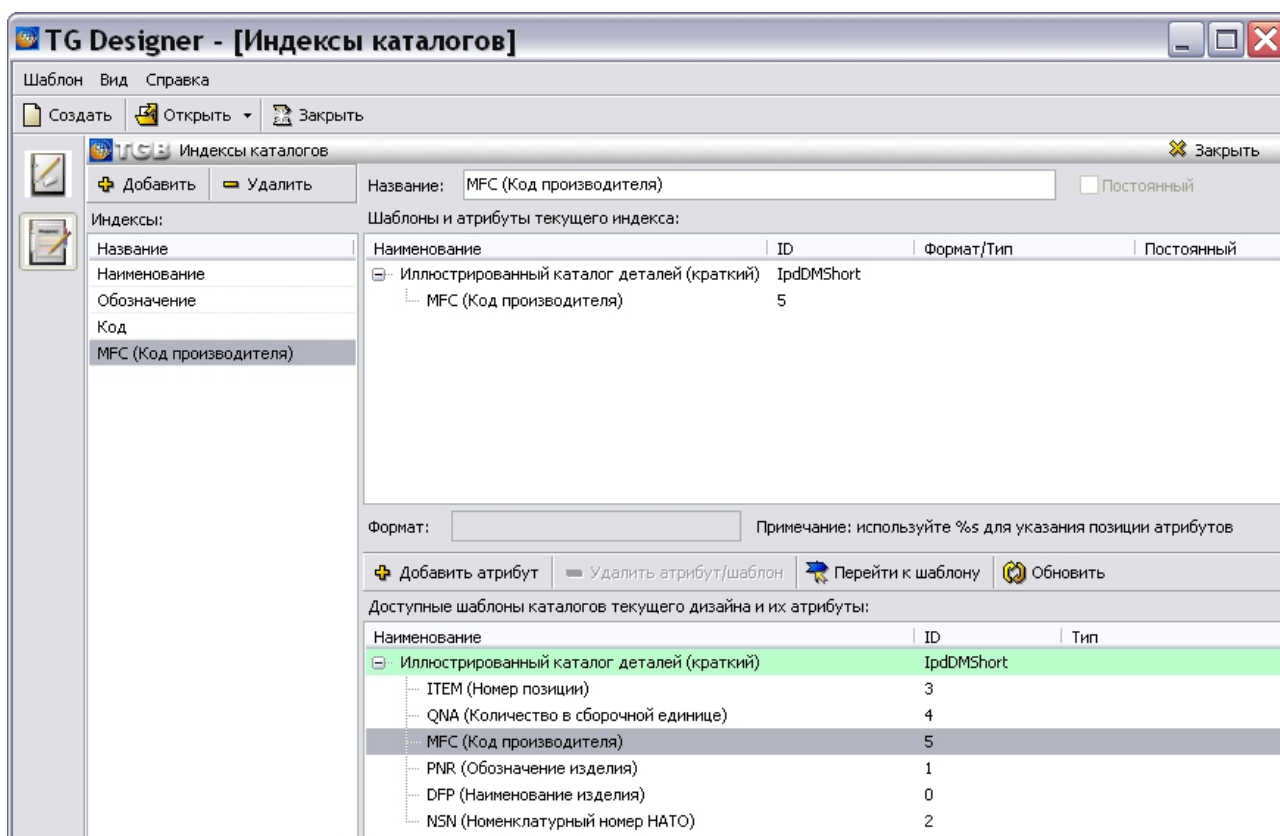 TG Designer - [Индексы каталогов]
Шаблон Вид Справка
Создать Открыть Закрыть
TGB Индексы каталогов Закрыть
Добавить Удалить Название: MFC (Код производителя) Постоянный
Индексы: Шаблоны и атрибуты текущего индекса:
Название Наименование ID Формат/Тип Постоянный
Наименование Иллюстрированный каталог деталей (краткий) IpdDMShort
Обозначение MFC (Код производителя) 5
Код
MFC (Код производителя)
Формат: Примечание: используйте %s для указания позиции атрибутов
Добавить атрибут Удалить атрибут/шаблон Перейти к шаблону Обновить
Доступные шаблоны каталогов текущего дизайна и их атрибуты:
Наименование ID Тип
Иллюстрированный каталог деталей (краткий) IpdDMShort
ITEM (Номер позиции) 3
QNA (Количество в сборочной единице) 4
MFC (Код производителя) 5
PNR (Обозначение изделия) 1
DFP (Наименование изделия) 0
NSN (Номенклатурный номер НАТО) 2